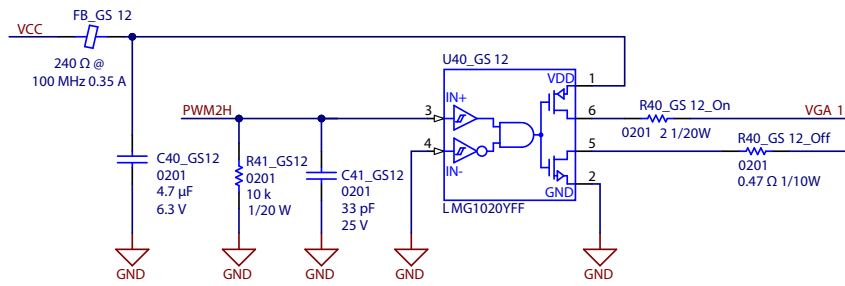 FB_GS 12
VCC
240 Ω @
100 MHz 0.35 A
U40_GS 12
VDD
1
IN+
PWM2H
3
6
R40_GS 12_On
VGA_1
0201 2 1/20W
4
5
R40_GS 12_Off
IN-
0201
0.47 Ω 1/10W
GND
2
LMG1020YFF
C40_GS12
0201
4.7 µF
6.3 V
R41_GS12
0201
10 k
1/20 W
C41_GS12
0201
33 pF
25 V
GND
GND
GND
GND
GND